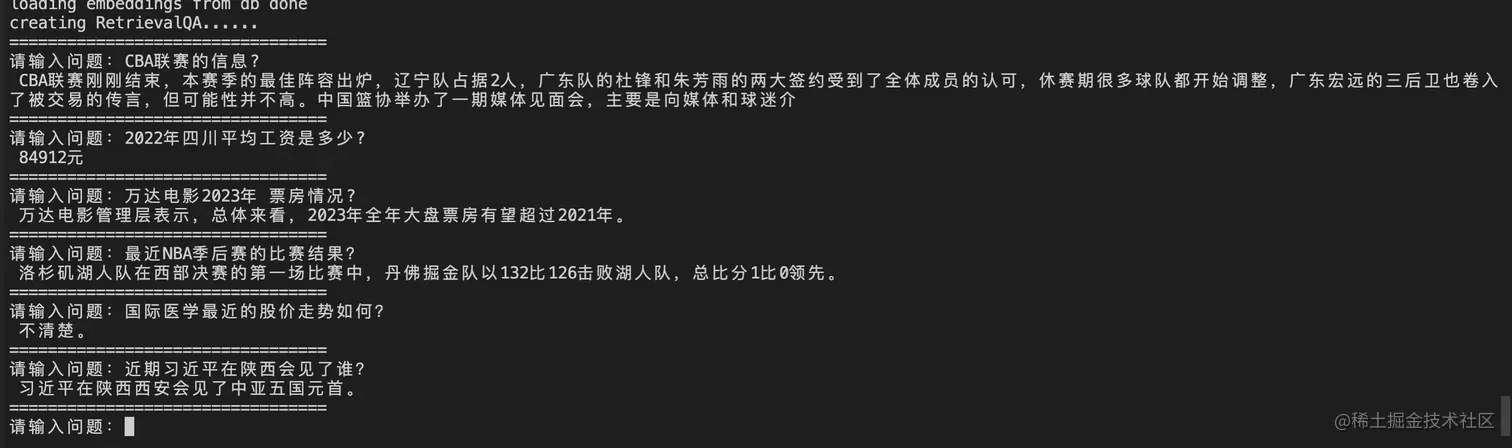 loading embeddings from db done
creating RetrievalQA......
=================================
请输入问题：CBA联赛的信息？
CBA联赛刚刚结束，本赛季的最佳阵容出炉，辽宁队占据2人，广东队的杜锋和朱芳雨的两大签约受到了全体成员的认可，休赛期很多球队都开始调整，广东宏远的三后卫也卷入
了被交易的传言，但可能性并不高。中国篮协举办了一期媒体见面会，主要是向媒体和球迷介
=================================
请输入问题：2022年四川平均工资是多少?
84912元
=================================
请输入问题：万达电影2023年 票房情况？
万达电影管理层表示，总体来看，2023年全年大盘票房有望超过2021年。
=================================
请输入问题：最近NBA季后赛的比赛结果？
洛杉矶湖人队在西部决赛的第一场比赛中，丹佛掘金队以132比126击败湖人队，总比分1比0领先。
=================================
请输入问题：国际医学最近的股价走势如何？
不清楚。
=================================
请输入问题：近期习近平在陕西会见了谁？
习近平在陕西西安会见了中亚五国元首。
=================================
请输入问题：
@稀土掘金技术社区